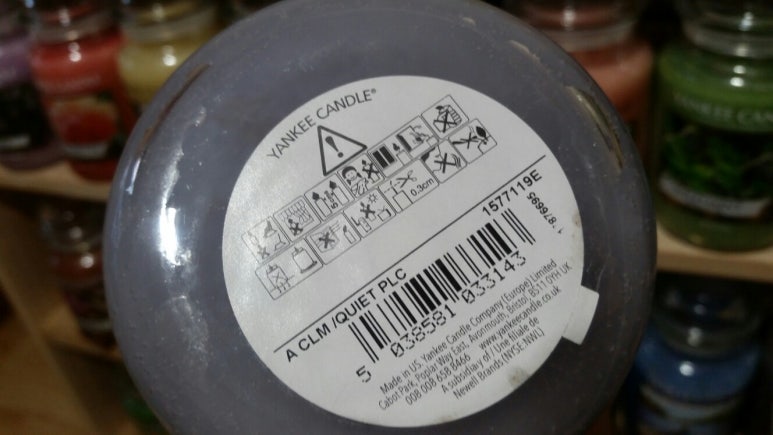 YANKEE CANDLE®
0.3cm
A CLM /QUIET PLC
1577119E
5 038581 033143
Made in US. Yankee Candle Company (Europe) Limited
Cabot Park, Poplar Way East, Avonmouth, Bristol, BS11 0YH UK
008 008 658 8466 www.yankeecandle.co.uk
A subsidiary of / Une filiale de
Newell Brands (NYSE:NWL)
YANKEE CANDLE